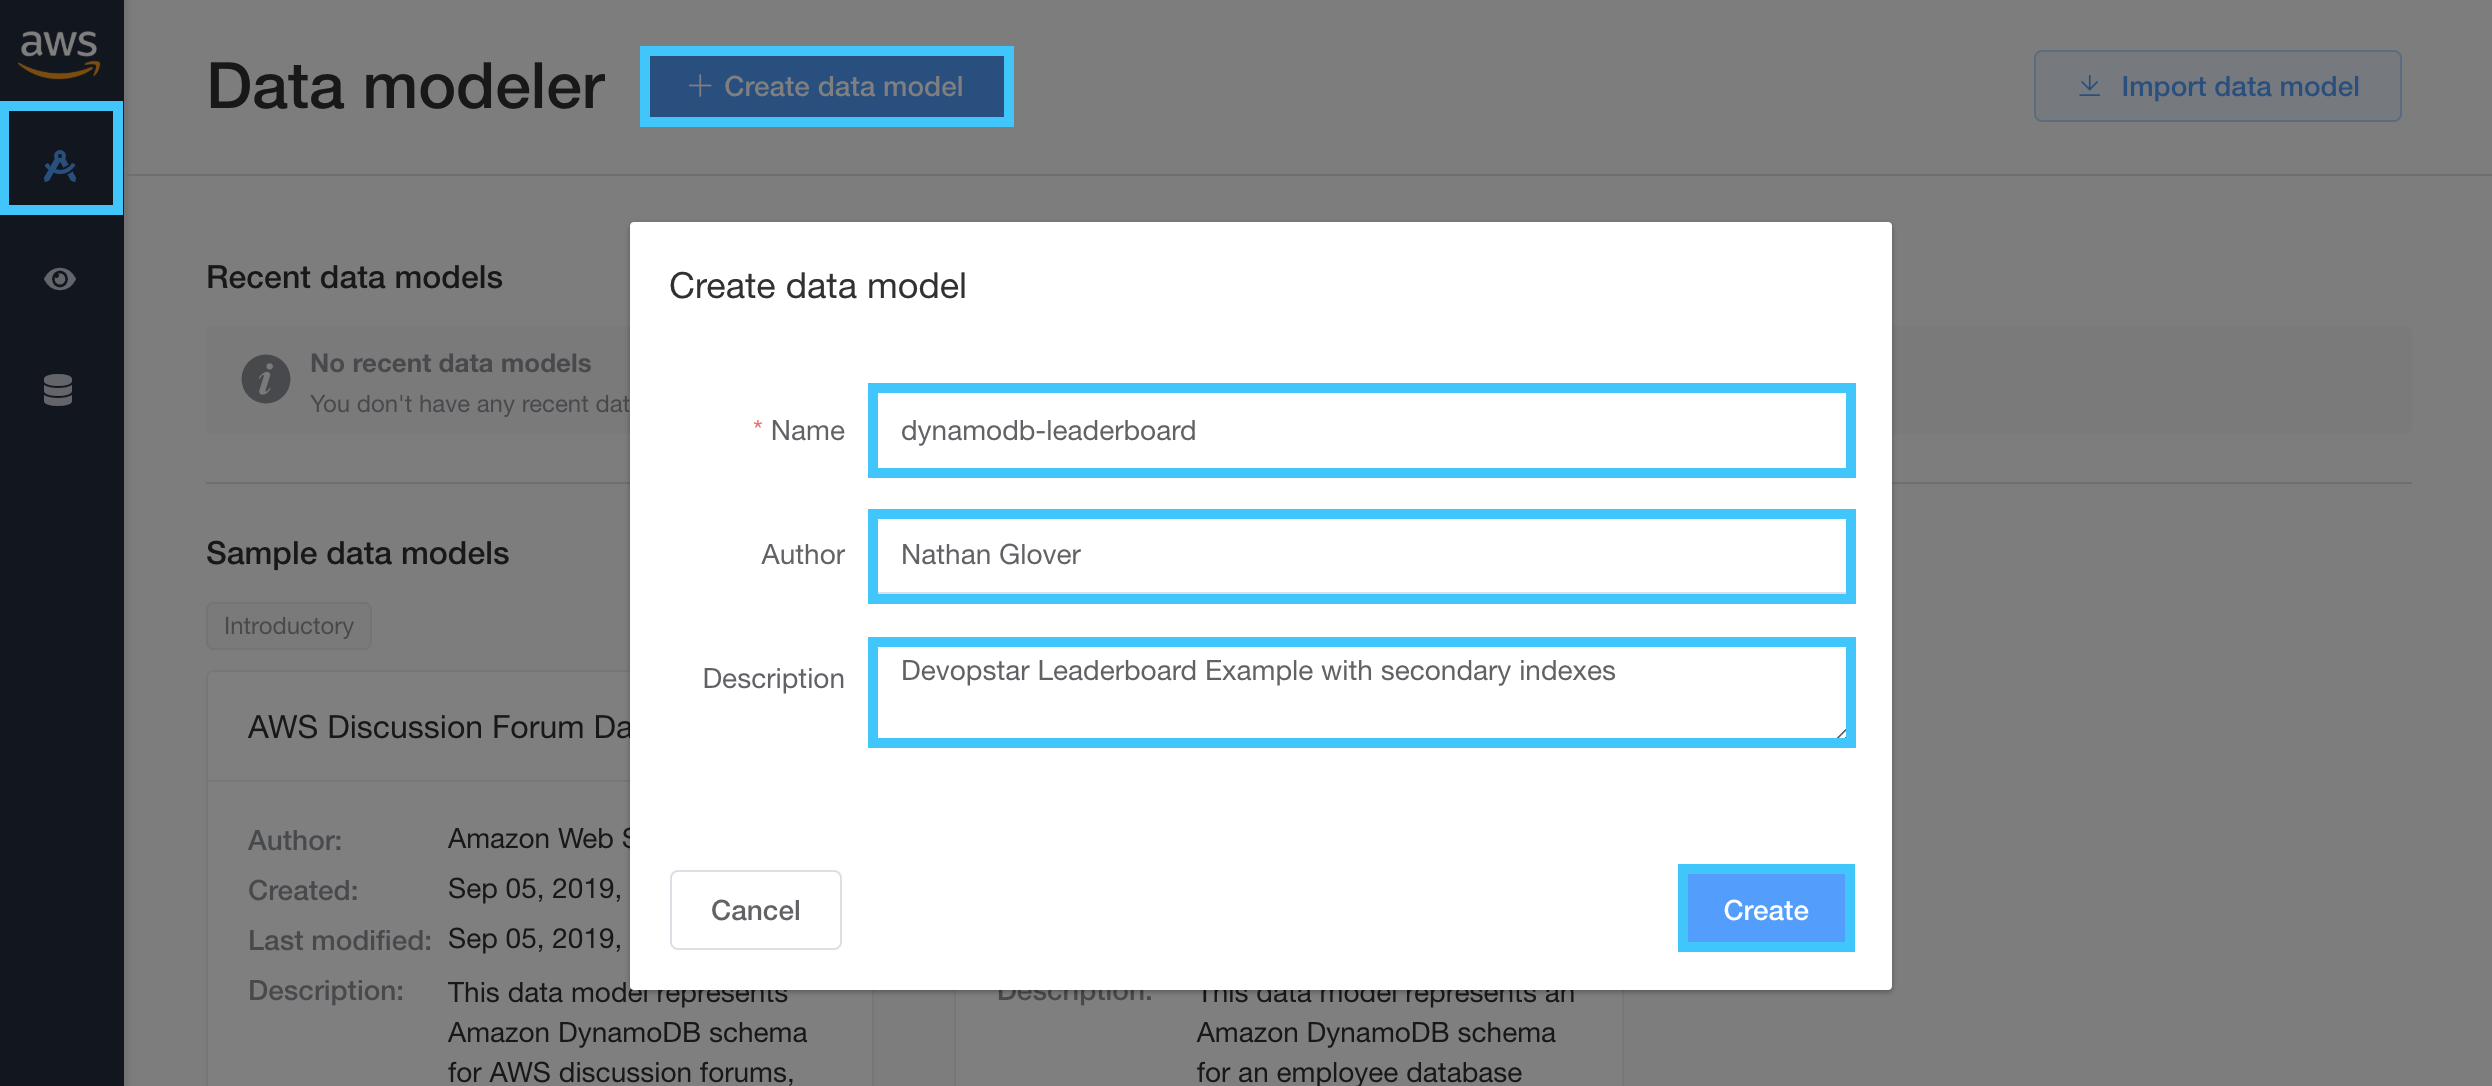 aws
Data modeler
Create data model
Import data model
Recent data models
No recent data models
You don't have any recent dat
Create data model
* Name
dynamodb-leaderboard
Author
Nathan Glover
Description
Devopstar Leaderboard Example with secondary indexes
Cancel
Create
Sample data models
Introductory
AWS Discussion Forum Da
Author:
Amazon Web S
Created:
Sep 05, 2019,
Last modified:
Sep 05, 2019,
Description:
This data model represents
Amazon DynamoDB schema
for AWS discussion forums,
Description:
This data model represents an
Amazon DynamoDB schema
for an employee database